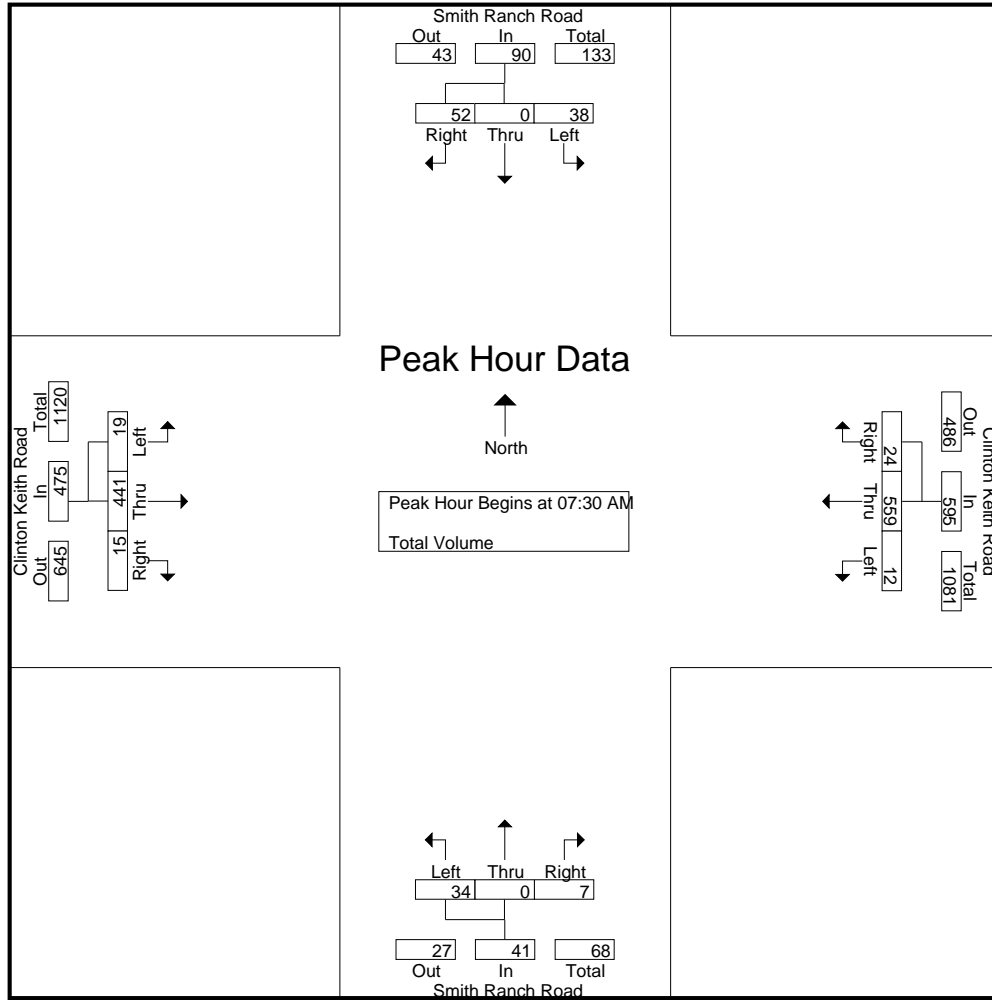 Smith Ranch Road
Out In Total
43 90 133
52 0 38
Right Thru Left
Peak Hour Data
North
Peak Hour Begins at 07:30 AM
Total Volume
Clinton Keith Road
Out In Total
645 475 1120
19 441 15
Left Thru Right
Clinton Keith Road
Out In Total
486 595 1081
24 559 12
Right Thru Left
Left Thru Right
34 0 7
27 41 68
Out In Total
Smith Ranch Road